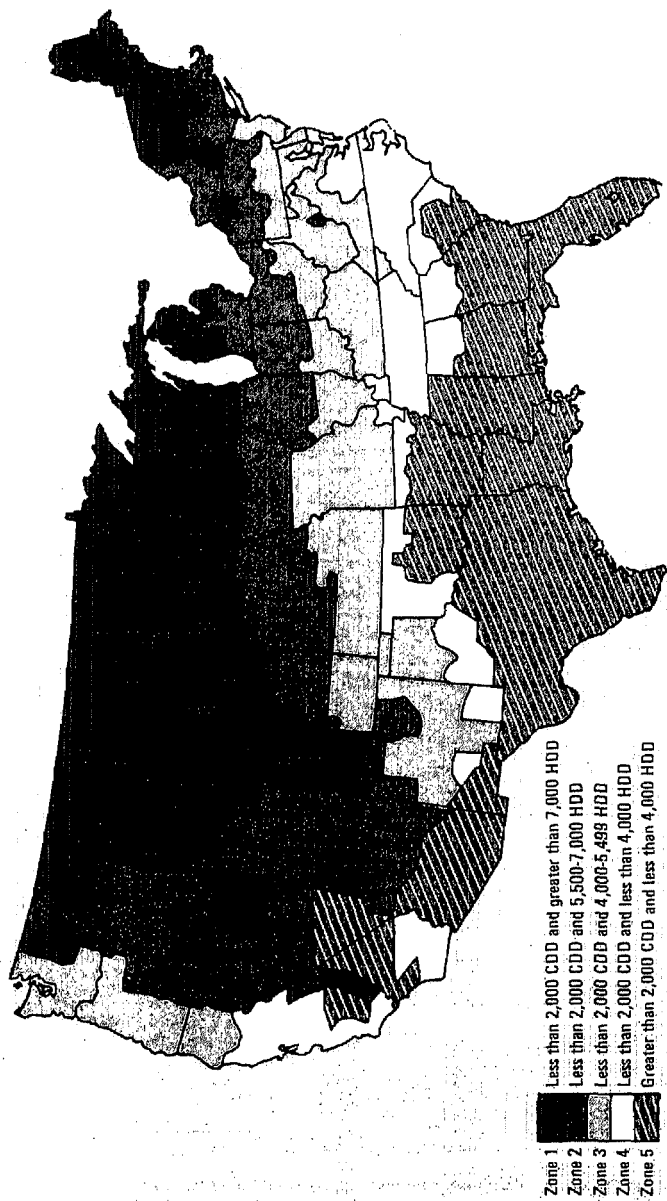 Zone 1 Less than 2,000 CDD and greater than 7,000 HDD
Zone 2 Less than 2,000 CDD and 5,500-7,000 HDD
Zone 3 Less than 2,000 CDD and 4,000-5,499 HDD
Zone 4 Less than 2,000 CDD and less than 4,000 HDD
Zone 5 Greater than 2,000 CDD and less than 4,000 HDD